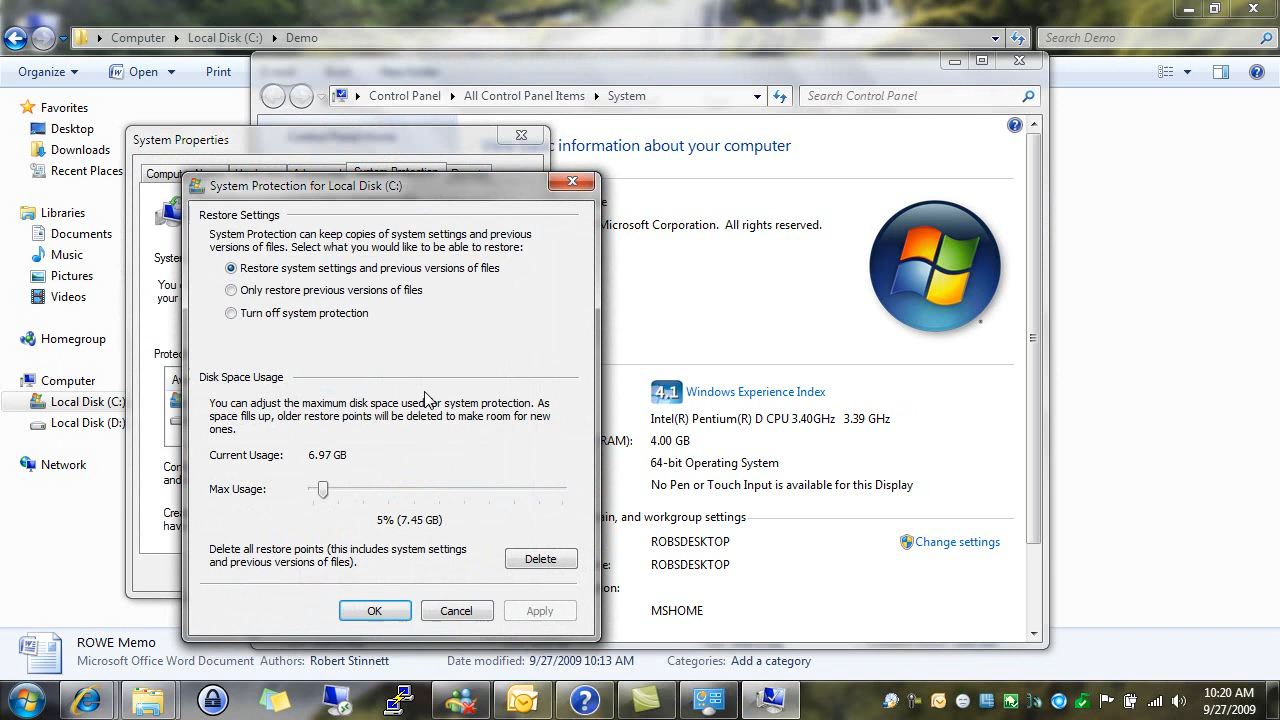 Computer Local Disk (C:) Demo
Search Demo
Organize Open Print
Control Panel All Control Panel Items System
Search Control Panel
Favorites
Desktop
Downloads
Recent Places
Libraries
Documents
Music
Pictures
Videos
Homegroup
Computer
Local Disk (C:)
Local Disk (D:)
Network
System Properties
System Protection
System Protection for Local Disk (C:)
Restore Settings
System Protection can keep copies of system settings and previous
versions of files. Select what you would like to be able to restore:
Restore system settings and previous versions of files
Only restore previous versions of files
Turn off system protection
Disk Space Usage
You can adjust the maximum disk space used for system protection. As
space fills up, older restore points will be deleted to make room for new
ones.
Current Usage: 6.97 GB
Max Usage:
5% (7.45 GB)
Delete all restore points (this includes system settings
and previous versions of files).
Delete
OK Cancel Apply
information about your computer
Microsoft Corporation. All rights reserved.
4.1 Windows Experience Index
Intel(R) Pentium(R) D CPU 3.40GHz 3.39 GHz
RAM): 4.00 GB
64-bit Operating System
No Pen or Touch Input is available for this Display
ain, and workgroup settings
ROBSDESKTOP
Change settings
ROBSDESKTOP
MSHOME
ROWE Memo
Microsoft Office Word Document
Authors: Robert Stinnett
Date modified: 9/27/2009 10:13 AM
Categories: Add a category
10:20 AM
9/27/2009